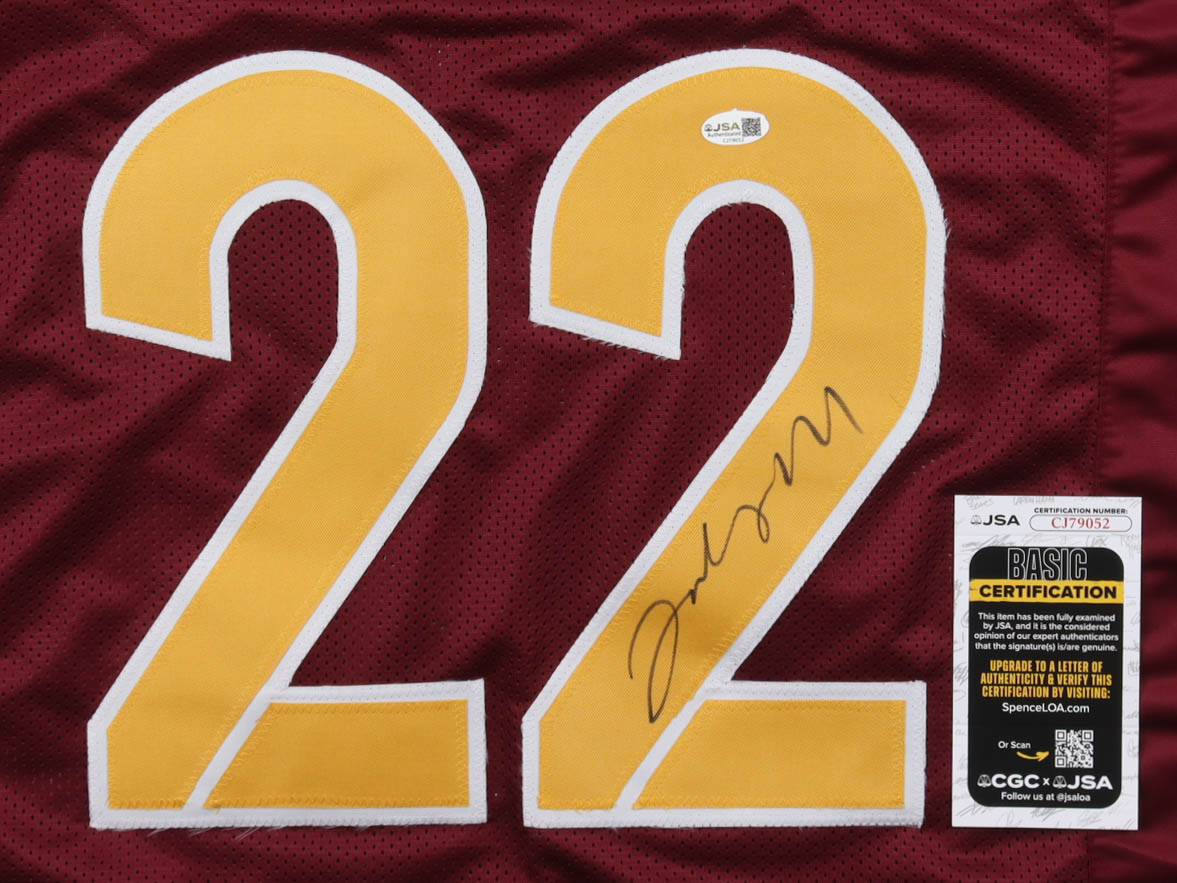 22
JSA
Authenticated
CJ79052
JSA
CERTIFICATION NUMBER:
CJ79052
BASIC
CERTIFICATION
This item has been fully examined
by JSA, and it is the considered
opinion of our expert authenticators
that the signature(s) is/are genuine.
UPGRADE TO A LETTER OF
AUTHENTICITY & VERIFY THIS
CERTIFICATION BY VISITING:
SpenceLOA.com
Or Scan
CGC x JSA
Follow us at @jsaloa